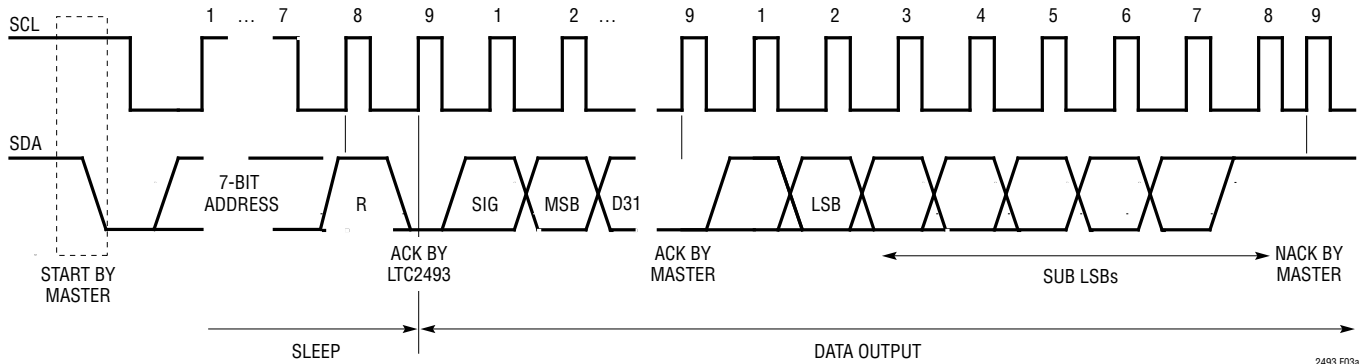 1 … 7 8 9 1 2 … 9 1 2 3 4 5 6 7 8 9
SCL
SDA
7-BIT
ADDRESS
R
SIG
MSB
D31
LSB
START BY
MASTER
ACK BY
LTC2493
ACK BY
MASTER
SUB LSBs
NACK BY
MASTER
SLEEP
DATA OUTPUT
2493 F03a